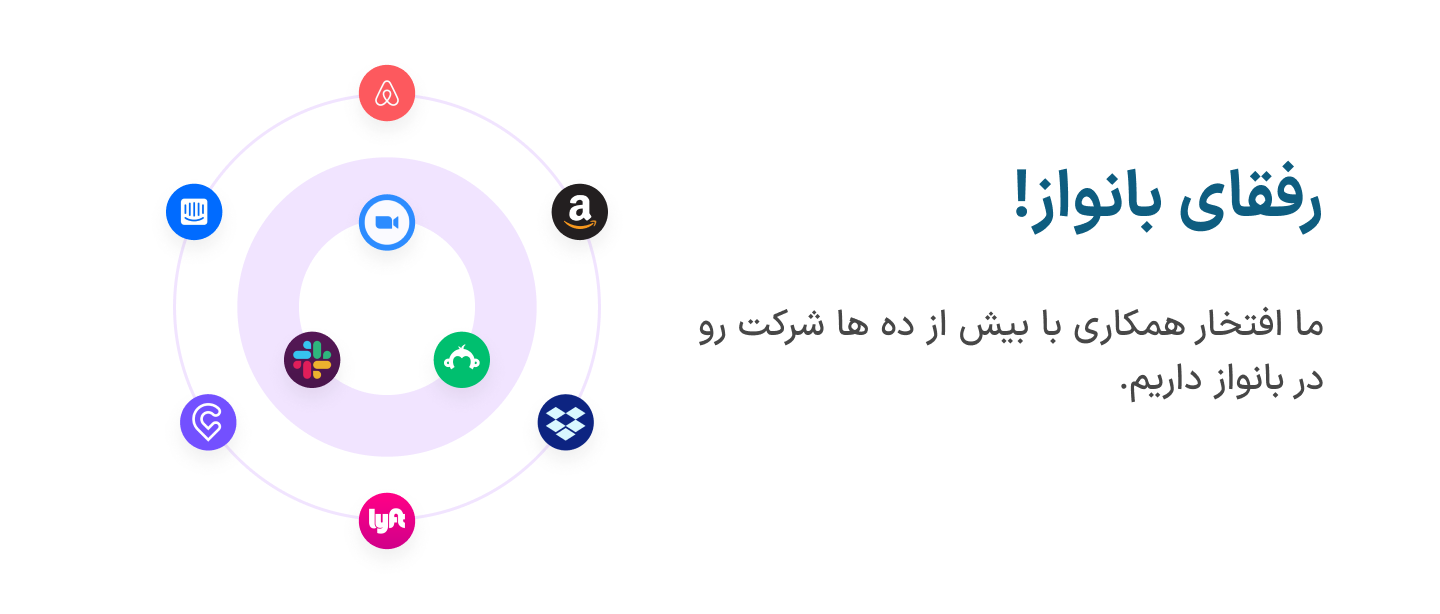 رفقای بانواز!
ما افتخار همکاری با بیش از ده ها شرکت رو
در بانواز داریم.
a
lyft